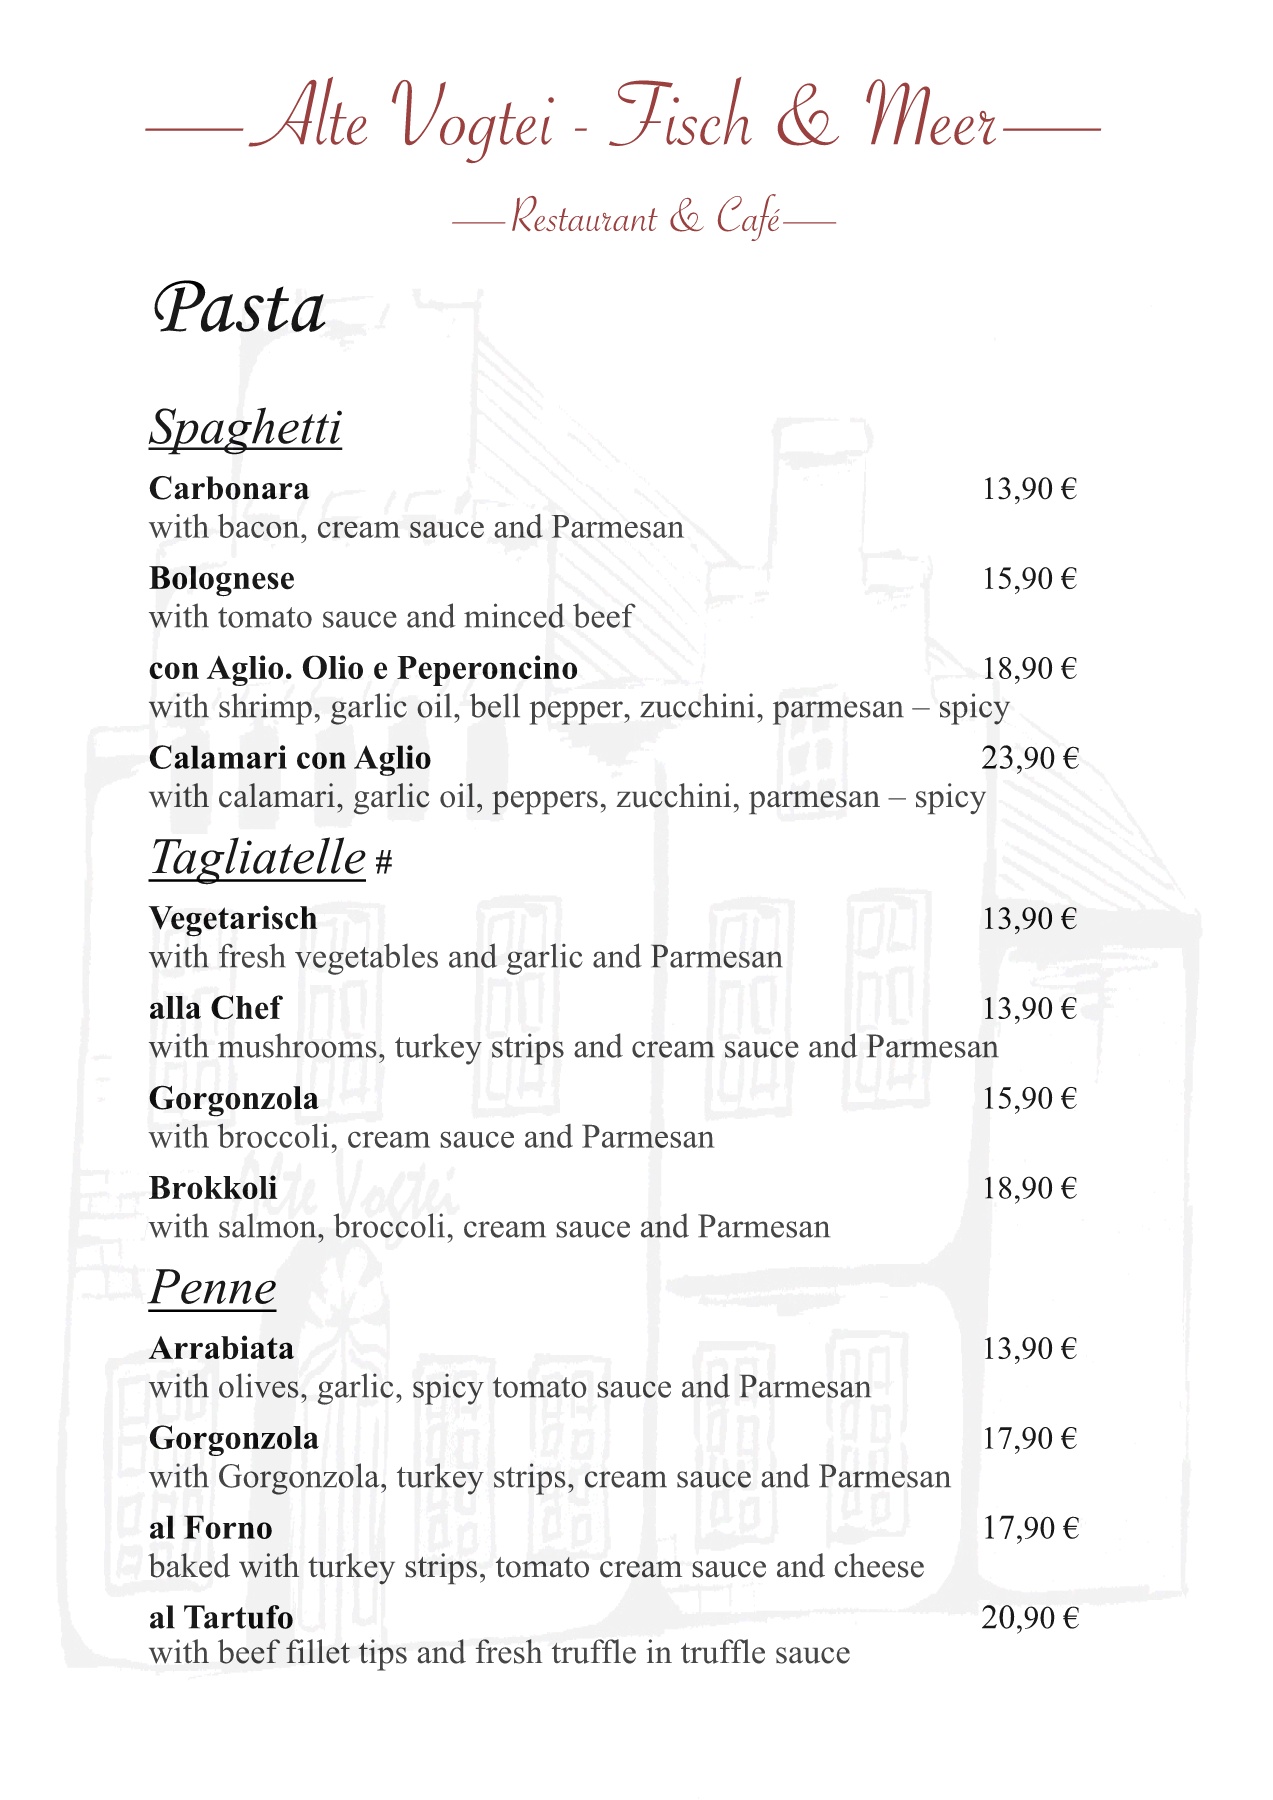 Alte Vogtei - Fisch & Meer
Restaurant & Café
Pasta
Spaghetti
Carbonara 13,90 €
with bacon, cream sauce and Parmesan
Bolognese 15,90 €
with tomato sauce and minced beef
con Aglio. Olio e Peperoncino 18,90 €
with shrimp, garlic oil, bell pepper, zucchini, parmesan – spicy
Calamari con Aglio 23,90 €
with calamari, garlic oil, peppers, zucchini, parmesan – spicy
Tagliatelle #
Vegetarisch 13,90 €
with fresh vegetables and garlic and Parmesan
alla Chef 13,90 €
with mushrooms, turkey strips and cream sauce and Parmesan
Gorgonzola 15,90 €
with broccoli, cream sauce and Parmesan
Alte Vogtei
Brokkoli 18,90 €
with salmon, broccoli, cream sauce and Parmesan
Penne
Arrabiata 13,90 €
with olives, garlic, spicy tomato sauce and Parmesan
Gorgonzola 17,90 €
with Gorgonzola, turkey strips, cream sauce and Parmesan
al Forno 17,90 €
baked with turkey strips, tomato cream sauce and cheese
al Tartufo 20,90 €
with beef fillet tips and fresh truffle in truffle sauce